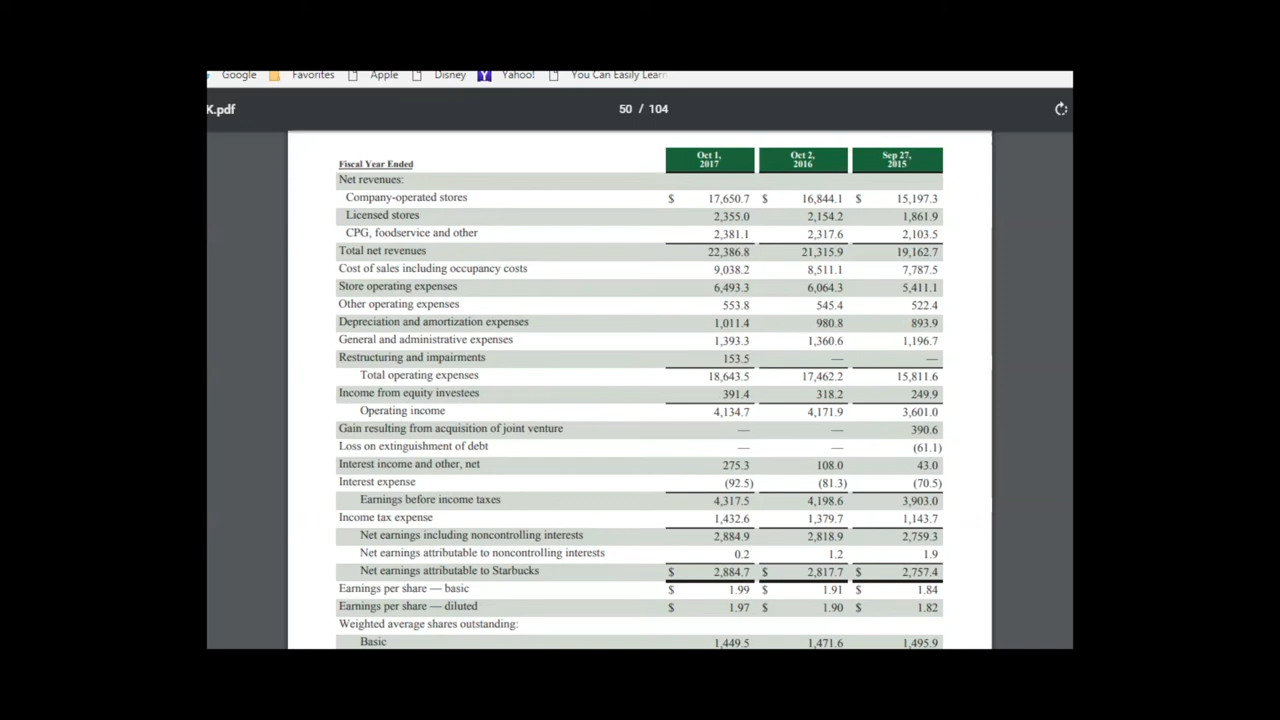 Google Favorites Apple Disney Yahoo! You Can Easily Learn
K.pdf 50 / 104
Fiscal Year Ended Oct 1, 2017 Oct 2, 2016 Sep 27, 2015
Net revenues:
Company-operated stores $ 17,650.7 $ 16,844.1 $ 15,197.3
Licensed stores 2,355.0 2,154.2 1,861.9
CPG, foodservice and other 2,381.1 2,317.6 2,103.5
Total net revenues 22,386.8 21,315.9 19,162.7
Cost of sales including occupancy costs 9,038.2 8,511.1 7,787.5
Store operating expenses 6,493.3 6,064.3 5,411.1
Other operating expenses 553.8 545.4 522.4
Depreciation and amortization expenses 1,011.4 980.8 893.9
General and administrative expenses 1,393.3 1,360.6 1,196.7
Restructuring and impairments 153.5 — —
Total operating expenses 18,643.5 17,462.2 15,811.6
Income from equity investees 391.4 318.2 249.9
Operating income 4,134.7 4,171.9 3,601.0
Gain resulting from acquisition of joint venture — — 390.6
Loss on extinguishment of debt — — (61.1)
Interest income and other, net 275.3 108.0 43.0
Interest expense (92.5) (81.3) (70.5)
Earnings before income taxes 4,317.5 4,198.6 3,903.0
Income tax expense 1,432.6 1,379.7 1,143.7
Net earnings including noncontrolling interests 2,884.9 2,818.9 2,759.3
Net earnings attributable to noncontrolling interests 0.2 1.2 1.9
Net earnings attributable to Starbucks $ 2,884.7 $ 2,817.7 $ 2,757.4
Earnings per share — basic $ 1.99 $ 1.91 $ 1.84
Earnings per share — diluted $ 1.97 $ 1.90 $ 1.82
Weighted average shares outstanding:
Basic 1,449.5 1,471.6 1,495.9